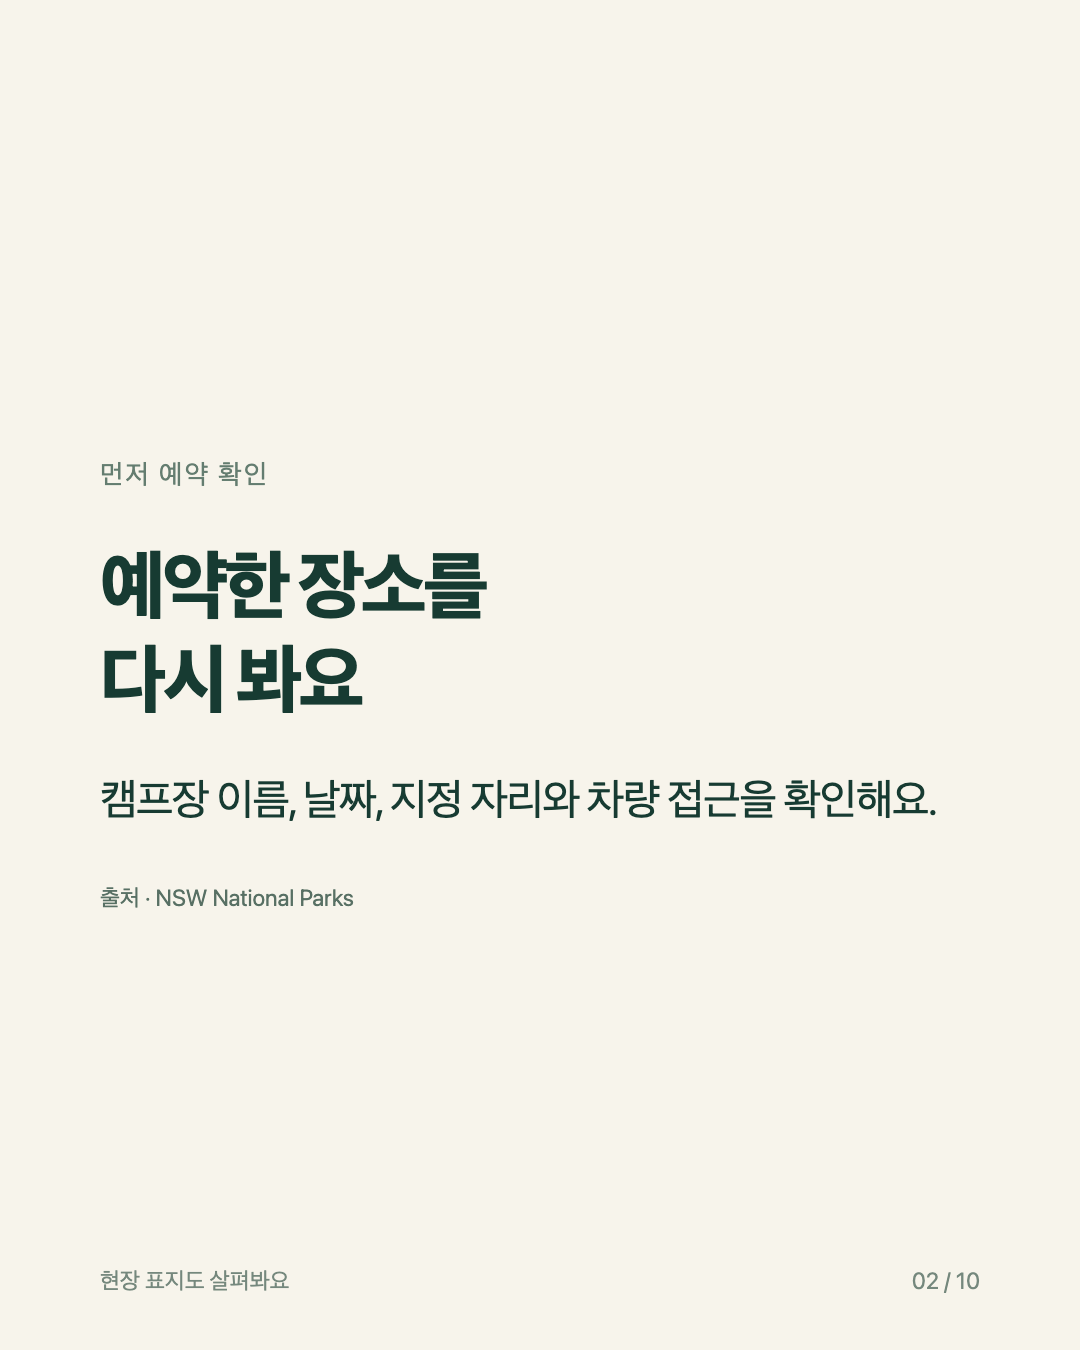 먼저 예약 확인
예약한 장소를
다시 봐요
캠프장 이름, 날짜, 지정 자리와 차량 접근을 확인해요.
출처 · NSW National Parks
현장 표지도 살펴봐요
02 / 10